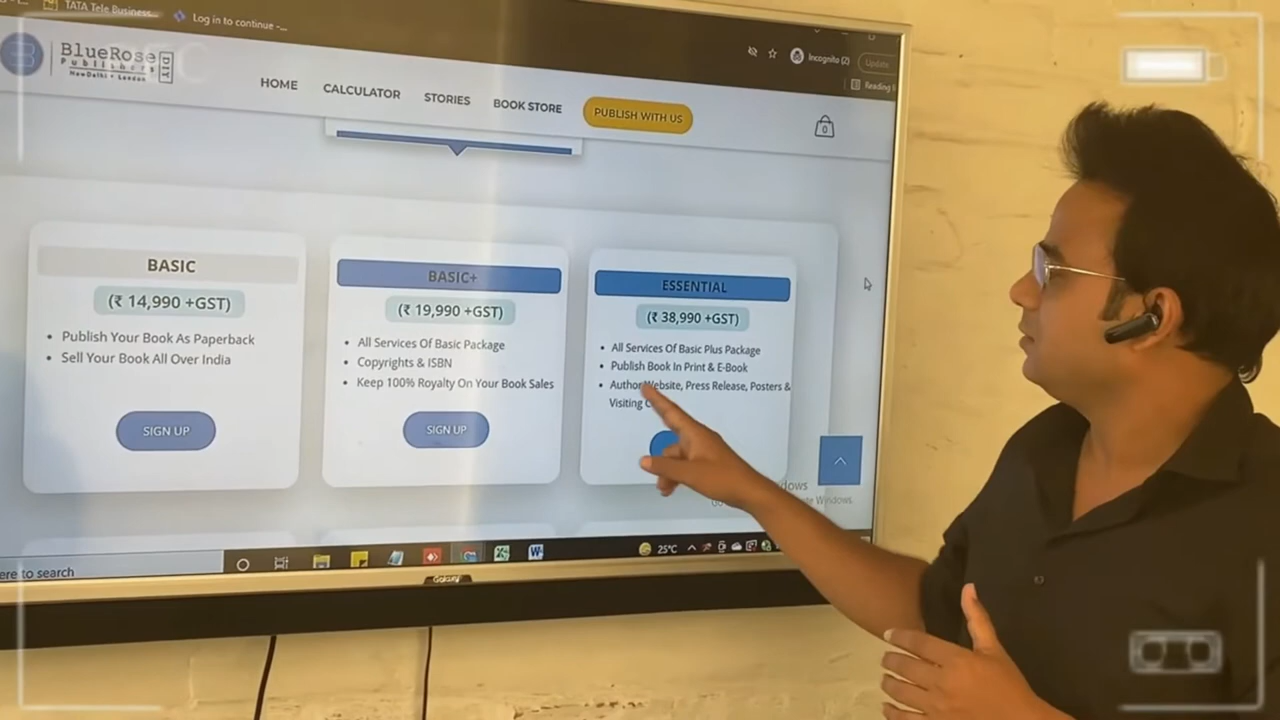 TATA Tele Business...
Log in to continue -...
Incognito (2)
Update
BlueRose
Publishers
NewDelhi • London
DIY
HOME
CALCULATOR
STORIES
BOOK STORE
PUBLISH WITH US
0
Reading
BASIC
(₹ 14,990 +GST)
• Publish Your Book As Paperback
• Sell Your Book All Over India
SIGN UP
BASIC+
(₹ 19,990 +GST)
• All Services Of Basic Package
• Copyrights & ISBN
• Keep 100% Royalty On Your Book Sales
SIGN UP
ESSENTIAL
(₹ 38,990 +GST)
• All Services Of Basic Plus Package
• Publish Book In Print & E-Book
• Author Website, Press Release, Posters &
Visiting
dows
Windows
ere to search
25°C
Galaxy